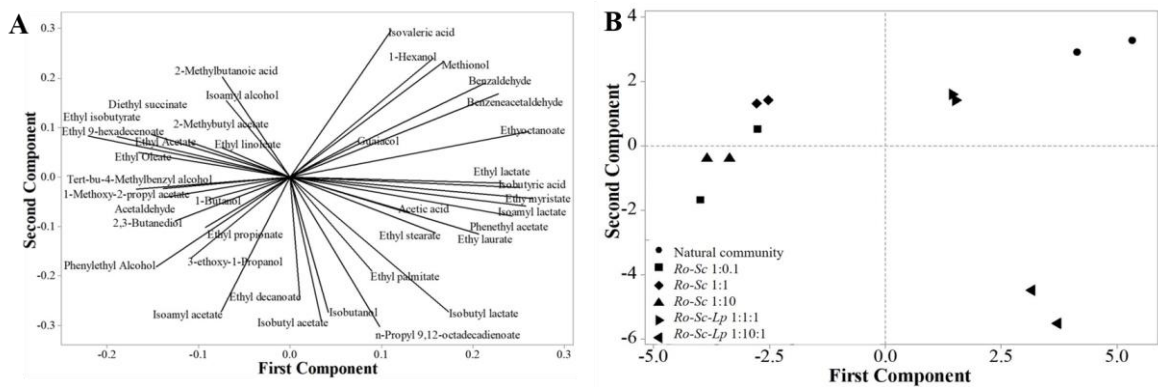 A
Second Component
0.3
0.2
0.1
0.0
-0.1
-0.2
-0.3
Isovaleric acid
1-Hexanol
Methionol
2-Methylbutanoic acid
Benzaldehyde
Isoamyl alcohol
Benzeneacetaldehyde
Diethyl succinate
Ethyl isobutyrate
2-Methybutyl acetate
Ethyl 9-hexadecenoate
Ethyoctanoate
Ethyl Acetate
Ethyl linoleate
Guaiacol
Ethyl Oleate
Ethyl lactate
Tert-bu-4-Methylbenzyl alcohol
Isobutyric acid
1-Methoxy-2-propyl acetate
1-Butanol
Ethy myristate
Acetaldehyde
Acetic acid
Isoamyl lactate
2,3-Butanediol
Phenethyl acetate
Ethyl propionate
Ethyl stearate
Ethy laurate
Phenylethyl Alcohol
3-ethoxy-1-Propanol
Ethyl palmitate
Ethyl decanoate
Isoamyl acetate
Isobutanol
Isobutyl lactate
Isobutyl acetate
n-Propyl 9,12-octadecadienoate
-0.2 -0.1 0.0 0.1 0.2 0.3
First Component
B
Second Component
4
2
0
-2
-4
-6
Natural community
Ro-Sc 1:0.1
Ro-Sc 1:1
Ro-Sc 1:10
Ro-Sc-Lp 1:1:1
Ro-Sc-Lp 1:10:1
-5.0 -2.5 0.0 2.5 5.0
First Component